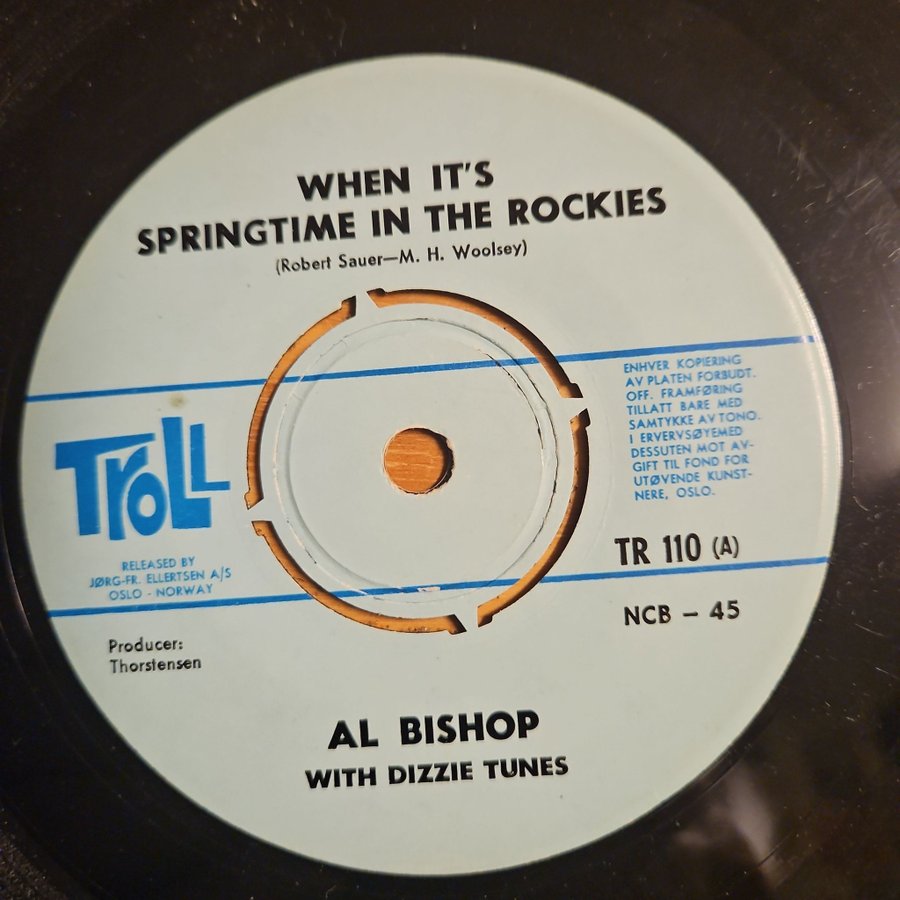 WHEN IT'S
SPRINGTIME IN THE ROCKIES
(Robert Sauer—M. H. Woolsey)
TROLL
RELEASED BY
JØRG-FR. ELLERTSEN A/S
OSLO - NORWAY
ENHVER KOPIERING
AV PLATEN FORBUDT.
OFF. FRAMFØRING
TILLATT BARE MED
SAMTYKKE AV TONO.
I ERVERVSØYEMED
DESSUTEN MOT AV-
GIFT TIL FOND FOR
UTØVENDE KUNST-
NERE, OSLO.
TR 110 (A)
NCB – 45
Producer:
Thorstensen
AL BISHOP
WITH DIZZIE TUNES